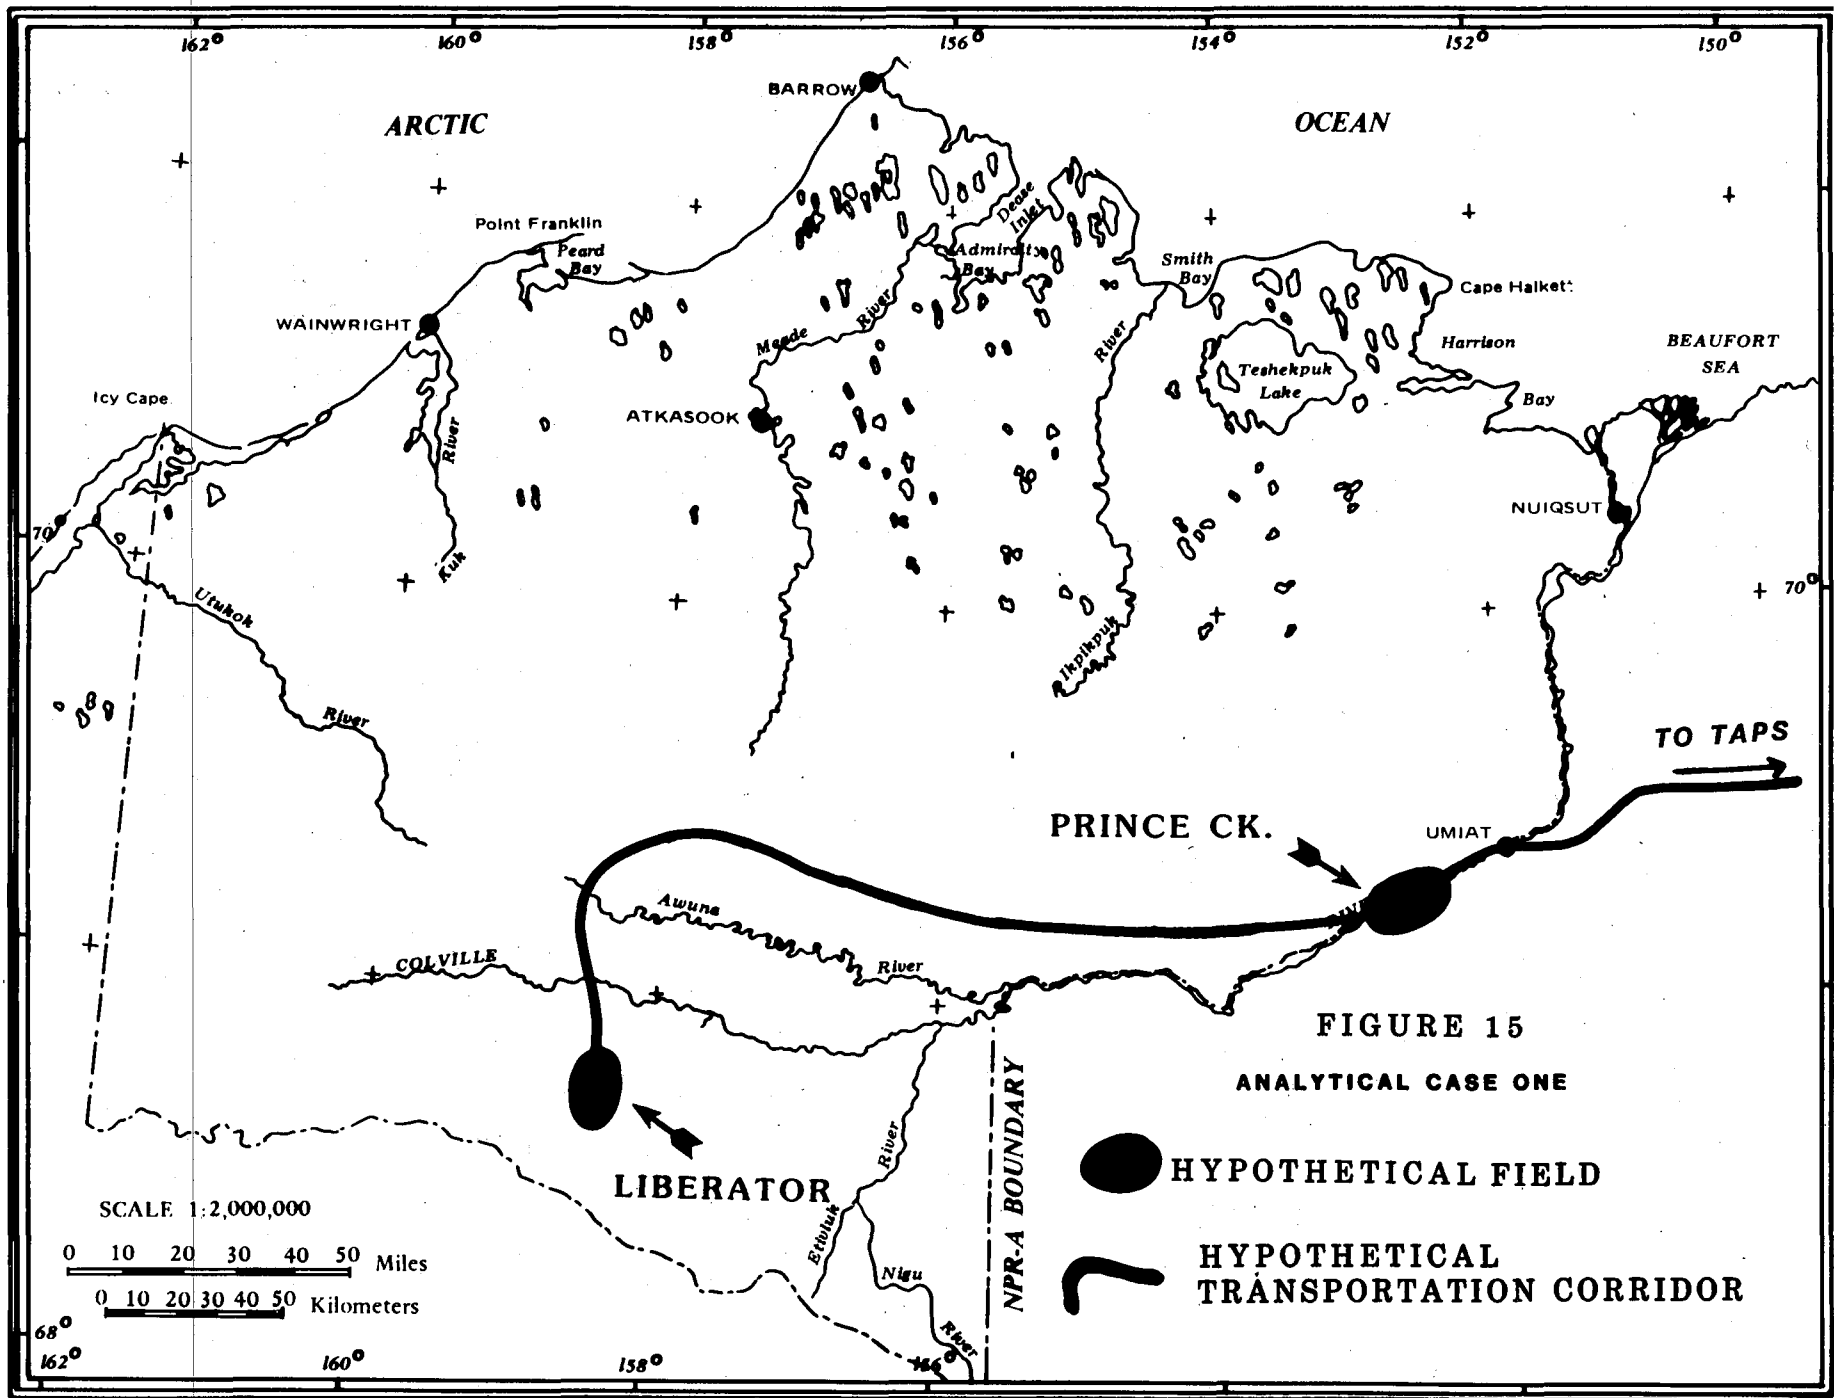 162° 160° 158° 156° 154° 152° 150°
BARROW
ARCTIC
OCEAN
Point Franklin
Peard
Bay
Dease
Inlet
Admiralty
Bay
Smith
Bay
Cape Halkett
WAINWRIGHT
Meade
River
River
Harrison
BEAUFORT
SEA
Teshekpuk
Lake
Icy Cape
ATKASOOK
Bay
River
NUIQSUT
70
Kuk
70°
Utukok
Ikpikpuk
River
TO TAPS
PRINCE CK.
UMIAT
Awuna
COLVILLE
River
FIGURE 15
ANALYTICAL CASE ONE
NPR-A BOUNDARY
River
HYPOTHETICAL FIELD
LIBERATOR
SCALE 1:2,000,000
Etivluk
0 10 20 30 40 50 Miles
Nigu
HYPOTHETICAL
TRANSPORTATION CORRIDOR
0 10 20 30 40 50 Kilometers
River
68°
162° 160° 158° 156°